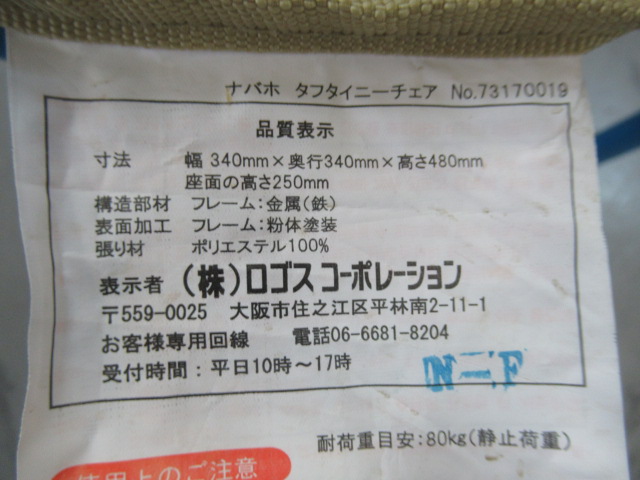 ナバホ タフタイニーチェア No.73170019
品質表示
寸法 幅 340mm×奥行340mm×高さ480mm
座面の高さ250mm
構造部材 フレーム:金属(鉄)
表面加工 フレーム:粉体塗装
張り材 ポリエステル100%
表示者 (株)ロゴス コーポレーション
〒559-0025 大阪市住之江区平林南2-11-1
お客様専用回線 電話06-6681-8204
受付時間:平日10時〜17時
N-F
耐荷重目安:80kg(静止荷重)
使用上のご注意